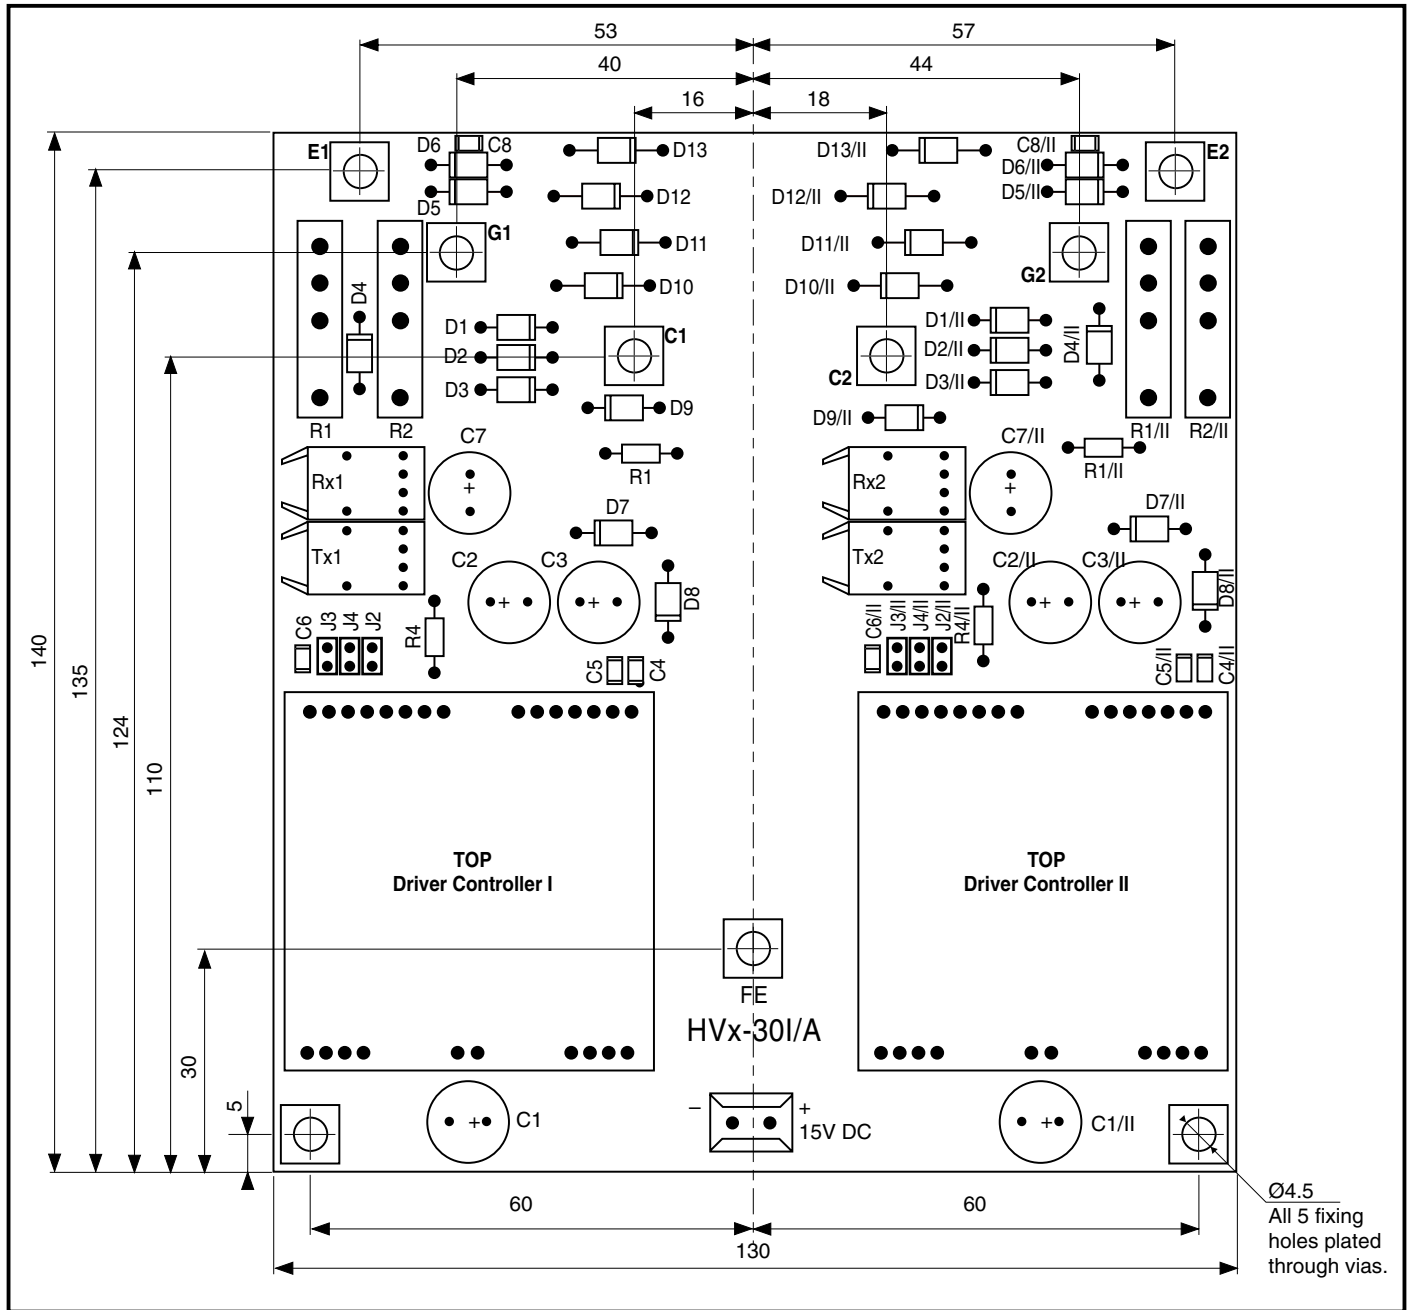 53
57
40
44
16
18
E1
D6
C8
D13
D13/II
C8/II
E2
D6/II
D12
D12/II
D5/II
D5
G1
D11
D11/II
G2
D4
D10
D10/II
D1
C1
D1/II
D4/II
D2
D2/II
D3
C2
D3/II
D9
D9/II
R1
R2
C7
C7/II
R1/II
R2/II
Rx1
R1
Rx2
R1/II
D7
D7/II
Tx1
C2
C3
Tx2
C2/II
C3/II
D8
D8/II
C6
J3
J4
J2
R4
C6/II
J3/II
J4/II
J2/II
R4/II
C5
C4
C5/II
C4/II
140
135
124
110
TOP
Driver Controller I
TOP
Driver Controller II
FE
HVx-30I/A
30
5
C1
– +
15V DC
C1/II
60
60
130
Ø4.5
All 5 fixing
holes plated
through vias.